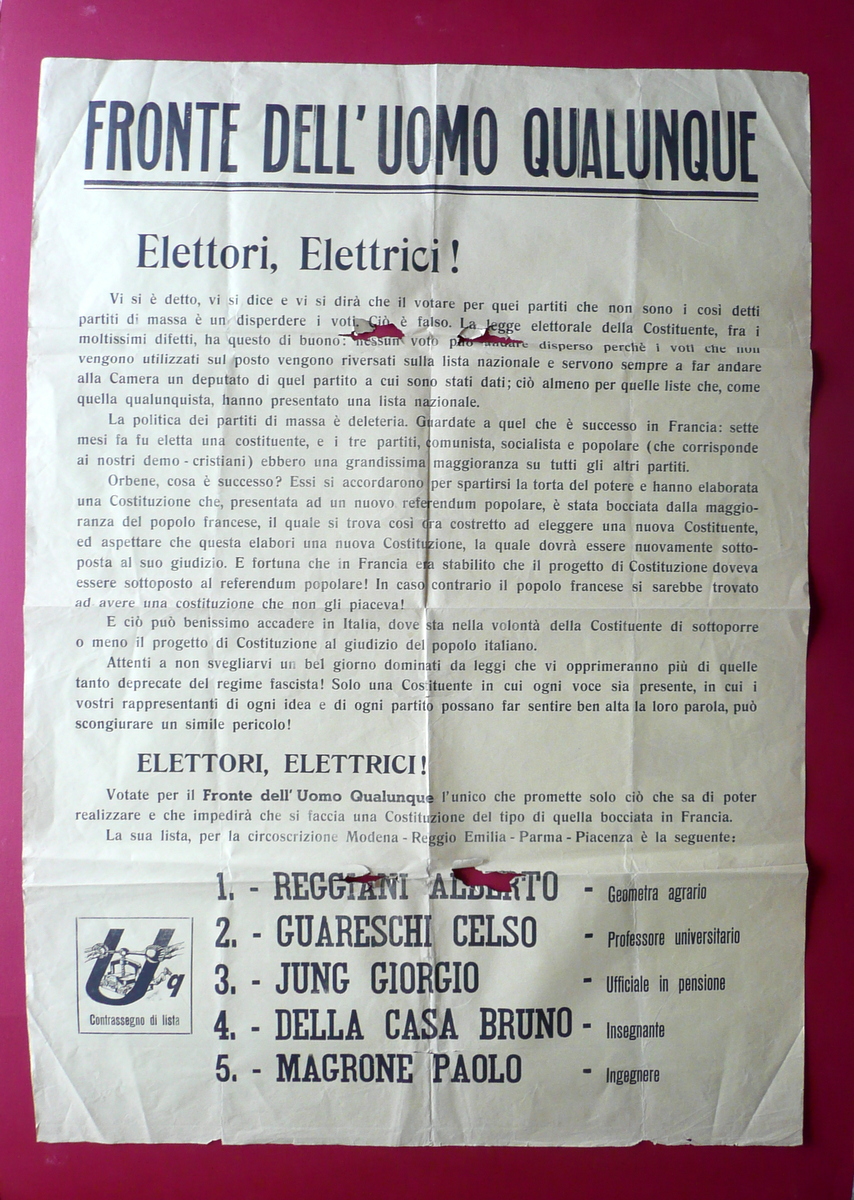 FRONTE DELL'UOMO QUALUNQUE
Elettori, Elettrici!
Vi si è detto, vi si dice e vi si dirà che il votare per quei partiti che non sono i così detti
partiti di massa è un disperdere i voti. Ciò è falso. La legge elettorale della Costituente, fra i
moltissimi difetti, ha questo di buono: nessun voto può andare disperso perchè i voti che non
vengono utilizzati sul posto vengono riversati sulla lista nazionale e servono sempre a far andare
alla Camera un deputato di quel partito a cui sono stati dati; ciò almeno per quelle liste che, come
quella qualunquista, hanno presentato una lista nazionale.
La politica dei partiti di massa è deleteria. Guardate a quel che è successo in Francia: sette
mesi fa fu eletta una costituente, e i tre partiti, comunista, socialista e popolare (che corrisponde
ai nostri demo-cristiani) ebbero una grandissima maggioranza su tutti gli altri partiti.
Orbene, cosa è successo? Essi si accordarono per spartirsi la torta del potere e hanno elaborata
una Costituzione che, presentata ad un nuovo referendum popolare, è stata bocciata dalla maggio-
ranza del popolo francese, il quale si trova così ora costretto ad eleggere una nuova Costituente,
ed aspettare che questa elabori una nuova Costituzione, la quale dovrà essere nuovamente sotto-
posta al suo giudizio. E fortuna che in Francia era stabilito che il progetto di Costituzione doveva
essere sottoposto al referendum popolare! In caso contrario il popolo francese si sarebbe trovato
ad avere una costituzione che non gli piaceva!
E ciò può benissimo accadere in Italia, dove sta nella volontà della Costituente di sottoporre
o meno il progetto di Costituzione al giudizio del popolo italiano.
Attenti a non svegliarvi un bel giorno dominati da leggi che vi opprimeranno più di quelle
tanto deprecate del regime fascista! Solo una Costituente in cui ogni voce sia presente, in cui i
vostri rappresentanti di ogni idea e di ogni partito possano far sentire ben alta la loro parola, può
scongiurare un simile pericolo!
ELETTORI, ELETTRICI!
Votate per il Fronte dell'Uomo Qualunque l'unico che promette solo ciò che sa di poter
realizzare e che impedirà che si faccia una Costituzione del tipo di quella bocciata in Francia.
La sua lista, per la circoscrizione Modena - Reggio Emilia - Parma - Piacenza è la seguente:
1. - REGGIANI ALBERTO - Geometra agrario
2. - GUARESCHI CELSO - Professore universitario
3. - JUNG GIORGIO - Ufficiale in pensione
4. - DELLA CASA BRUNO - Insegnante
5. - MAGRONE PAOLO - Ingegnere
Uq
Contrassegno di lista